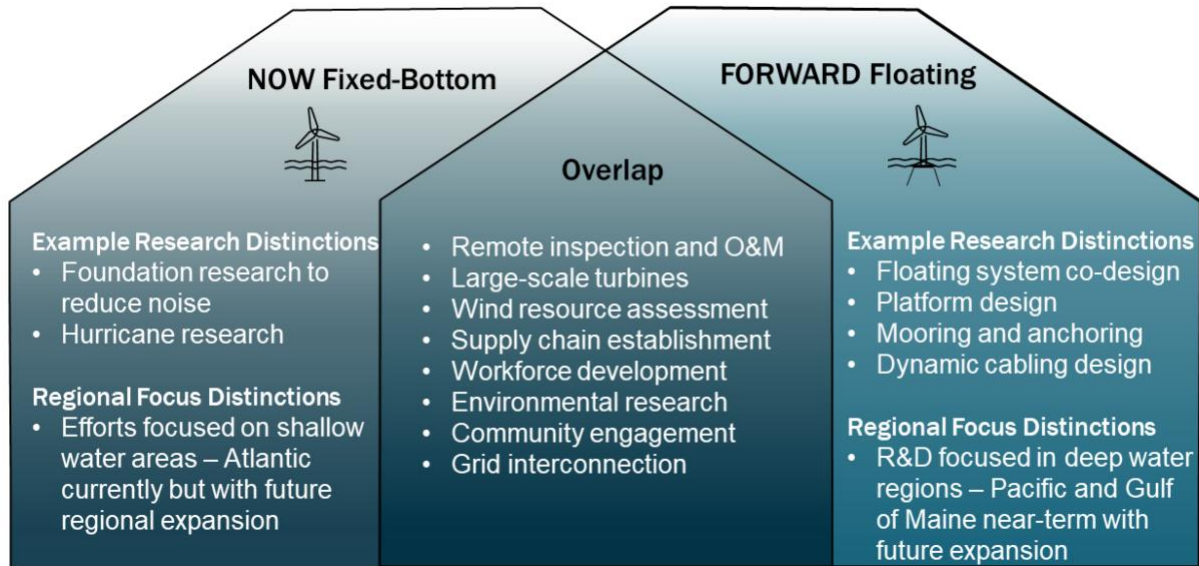 NOW Fixed-Bottom
Example Research Distinctions
• Foundation research to
reduce noise
• Hurricane research
Regional Focus Distinctions
• Efforts focused on shallow
water areas – Atlantic
currently but with future
regional expansion
Overlap
• Remote inspection and O&M
• Large-scale turbines
• Wind resource assessment
• Supply chain establishment
• Workforce development
• Environmental research
• Community engagement
• Grid interconnection
FORWARD Floating
Example Research Distinctions
• Floating system co-design
• Platform design
• Mooring and anchoring
• Dynamic cabling design
Regional Focus Distinctions
• R&D focused in deep water
regions – Pacific and Gulf
of Maine near-term with
future expansion